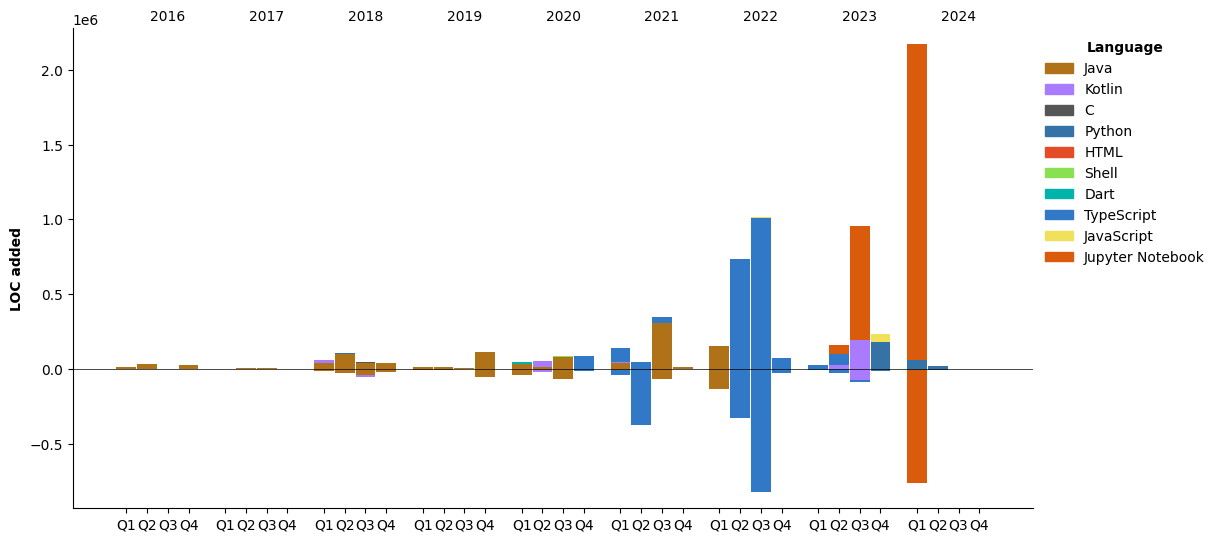 1e6
2016 2017 2018 2019 2020 2021 2022 2023 2024
2.0
1.5
1.0
0.5
0.0
−0.5
LOC added
Q1 Q2 Q3 Q4 Q1 Q2 Q3 Q4 Q1 Q2 Q3 Q4 Q1 Q2 Q3 Q4 Q1 Q2 Q3 Q4 Q1 Q2 Q3 Q4 Q1 Q2 Q3 Q4 Q1 Q2 Q3 Q4 Q1 Q2 Q3 Q4
Language
Java
Kotlin
C
Python
HTML
Shell
Dart
TypeScript
JavaScript
Jupyter Notebook